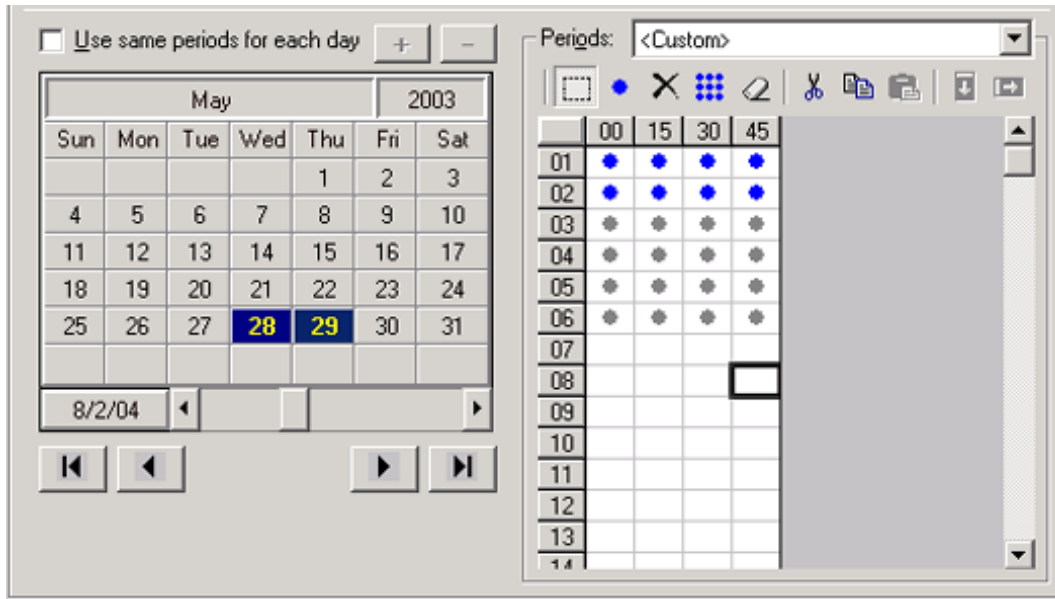 Use same periods for each day + -
May 2003
Sun Mon Tue Wed Thu Fri Sat
1 2 3
4 5 6 7 8 9 10
11 12 13 14 15 16 17
18 19 20 21 22 23 24
25 26 27 28 29 30 31
8/2/04
Periods: <Custom>
00 15 30 45
01
02
03
04
05
06
07
08
09
10
11
12
13
14